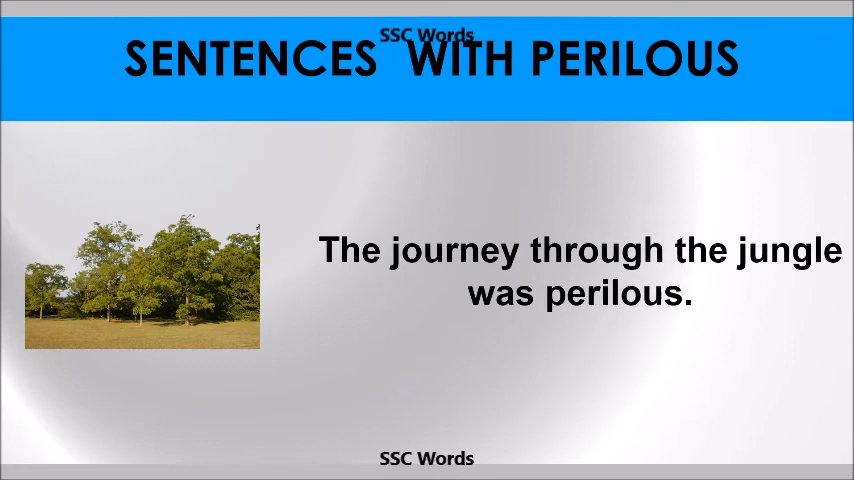 SSC Words
SENTENCES WITH PERILOUS
The journey through the jungle
was perilous.
SSC Words